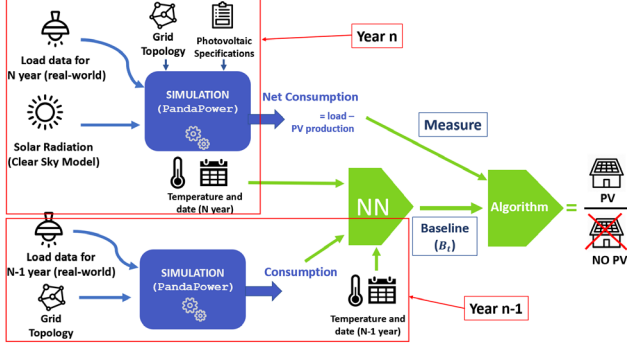 Load data for
N year (real-world)
Grid
Topology
Photovoltaic
Specifications
Year n
SIMULATION
(PandaPower)
Net Consumption
= load –
PV production
Solar Radiation
(Clear Sky Model)
Measure
Temperature and
date (N year)
NN
Algorithm
=
PV
NO PV
Baseline
(Bt)
Load data for
N-1 year (real-world)
SIMULATION
(PandaPower)
Consumption
Grid
Topology
Temperature and
date (N-1 year)
Year n-1